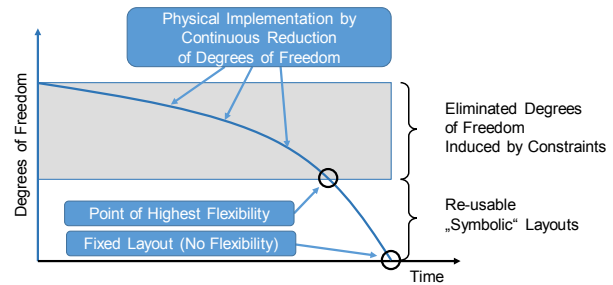 Physical Implementation by
Continuous Reduction
of Degrees of Freedom
Degrees of Freedom
Eliminated Degrees
of Freedom
Induced by Constraints
Point of Highest Flexibility
Re-usable
„Symbolic“ Layouts
Fixed Layout (No Flexibility)
Time